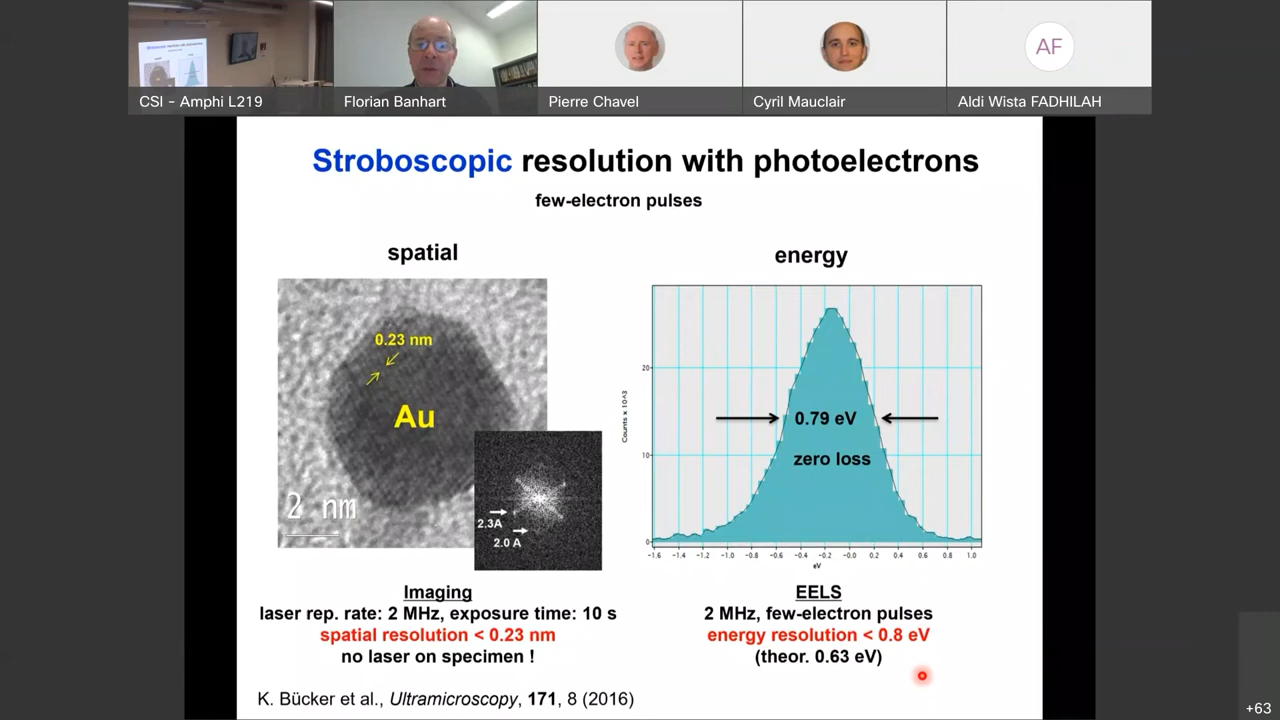 CSI - Amphi L219
Florian Banhart
Pierre Chavel
Cyril Mauclair
AF
Aldi Wista FADHILAH
Stroboscopic resolution with photoelectrons
few-electron pulses
spatial
energy
0.23 nm
Au
2 nm
2.3A
2.0 A
Counts x 10^3
20
10
0
0.79 eV
zero loss
-1.6 -1.4 -1.2 -1.0 -0.8 -0.6 -0.4 -0.2 -0.0 0.2 0.4 0.6 0.8 1.0
eV
Imaging
laser rep. rate: 2 MHz, exposure time: 10 s
spatial resolution < 0.23 nm
no laser on specimen !
EELS
2 MHz, few-electron pulses
energy resolution < 0.8 eV
(theor. 0.63 eV)
K. Bücker et al., Ultramicroscopy, 171, 8 (2016)
+63